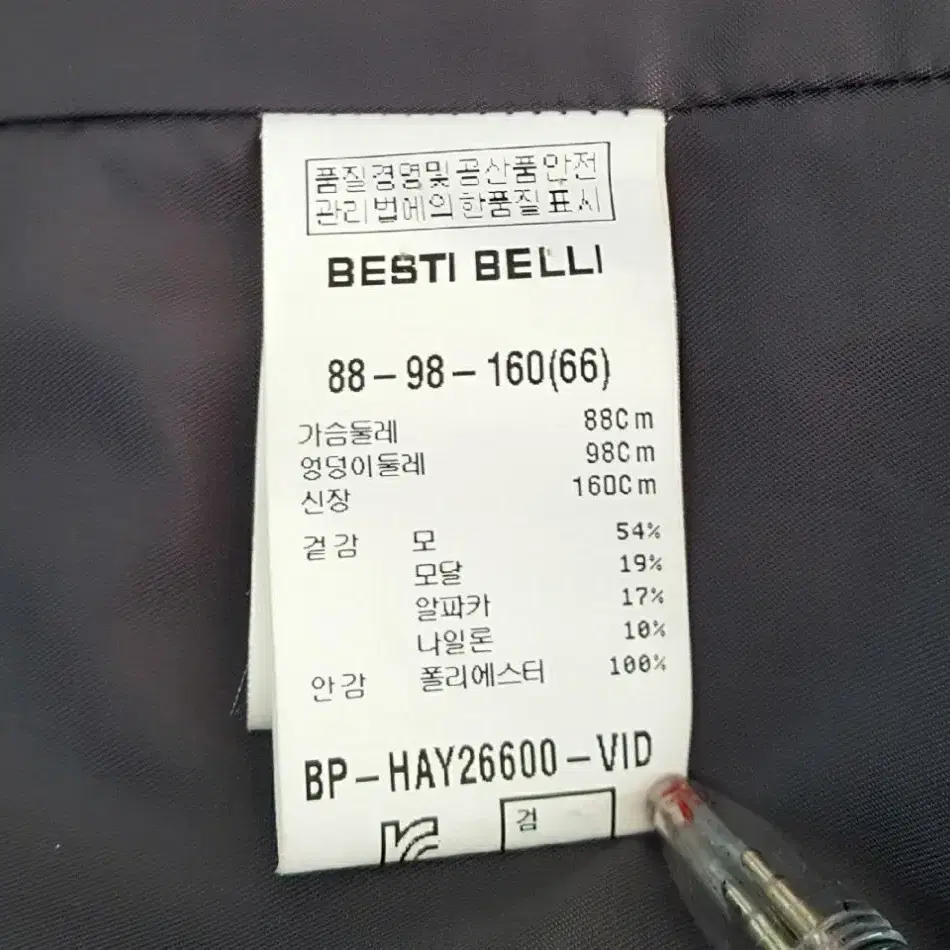 품질경영및공산품안전
관리법에의한품질표시
BESTI BELLI
88-98-160(66)
가슴둘레 88Cm
엉덩이둘레 98Cm
신장 160Cm
겉감 모 54%
모달 19%
알파카 17%
나일론 10%
안감 폴리에스터 100%
BP-HAY26600-VID
검